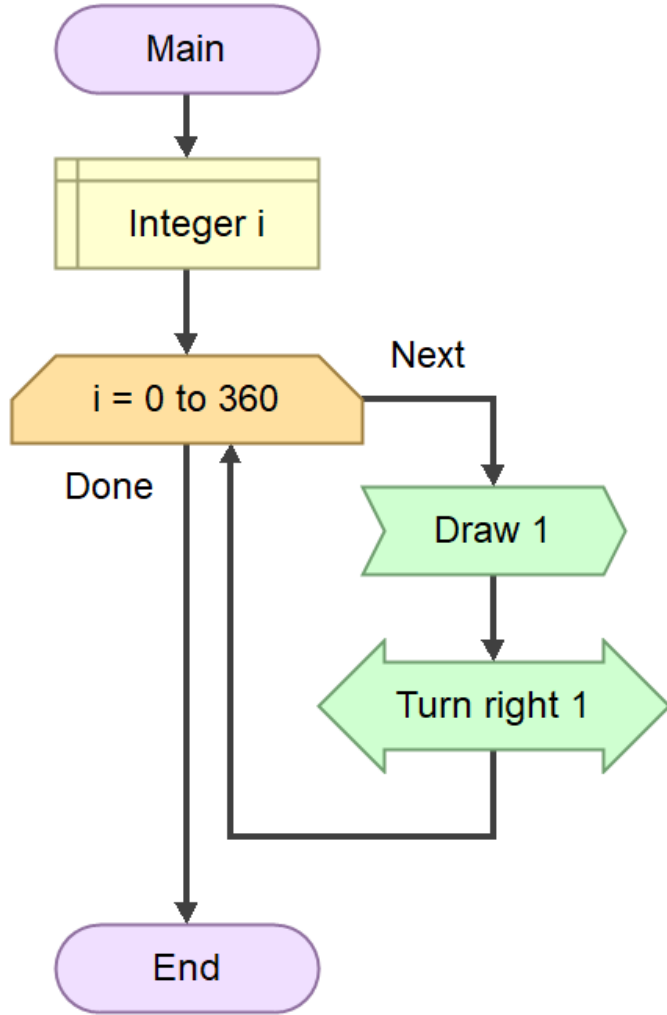 Main
Integer i
i = 0 to 360
Next
Done
Draw 1
Turn right 1
End